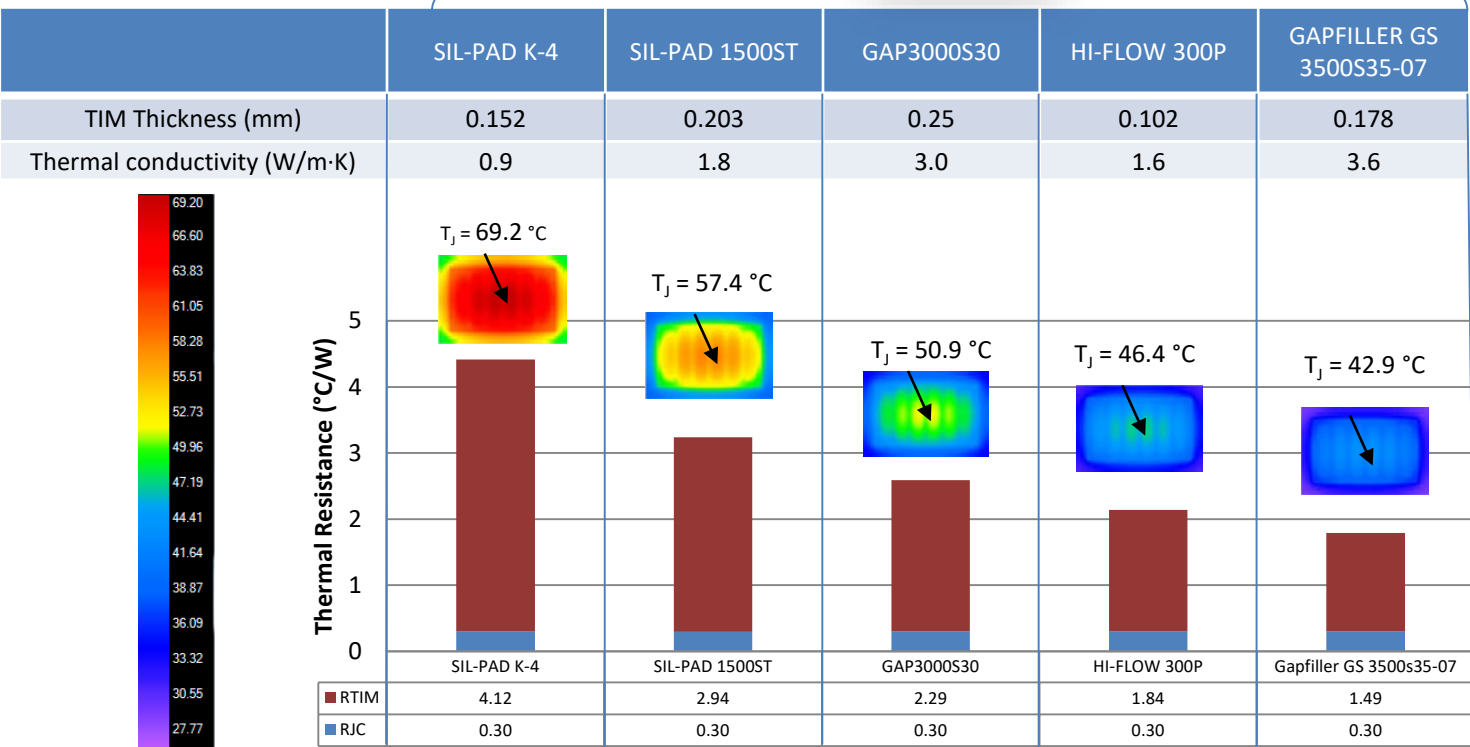 SIL-PAD K-4 SIL-PAD 1500ST GAP3000S30 HI-FLOW 300P GAPFILLER GS
3500S35-07
TIM Thickness (mm) 0.152 0.203 0.25 0.102 0.178
Thermal conductivity (W/m·K) 0.9 1.8 3.0 1.6 3.6
69.20
66.60
63.83
61.05
58.28
55.51
52.73
49.96
47.19
44.41
41.64
38.87
36.09
33.32
30.55
27.77
TJ = 69.2 °C
TJ = 57.4 °C
TJ = 50.9 °C
TJ = 46.4 °C
TJ = 42.9 °C
Thermal Resistance (°C/W)
5
4
3
2
1
0
SIL-PAD K-4 SIL-PAD 1500ST GAP3000S30 HI-FLOW 300P Gapfiller GS 3500s35-07
RTIM 4.12 2.94 2.29 1.84 1.49
RJC 0.30 0.30 0.30 0.30 0.30